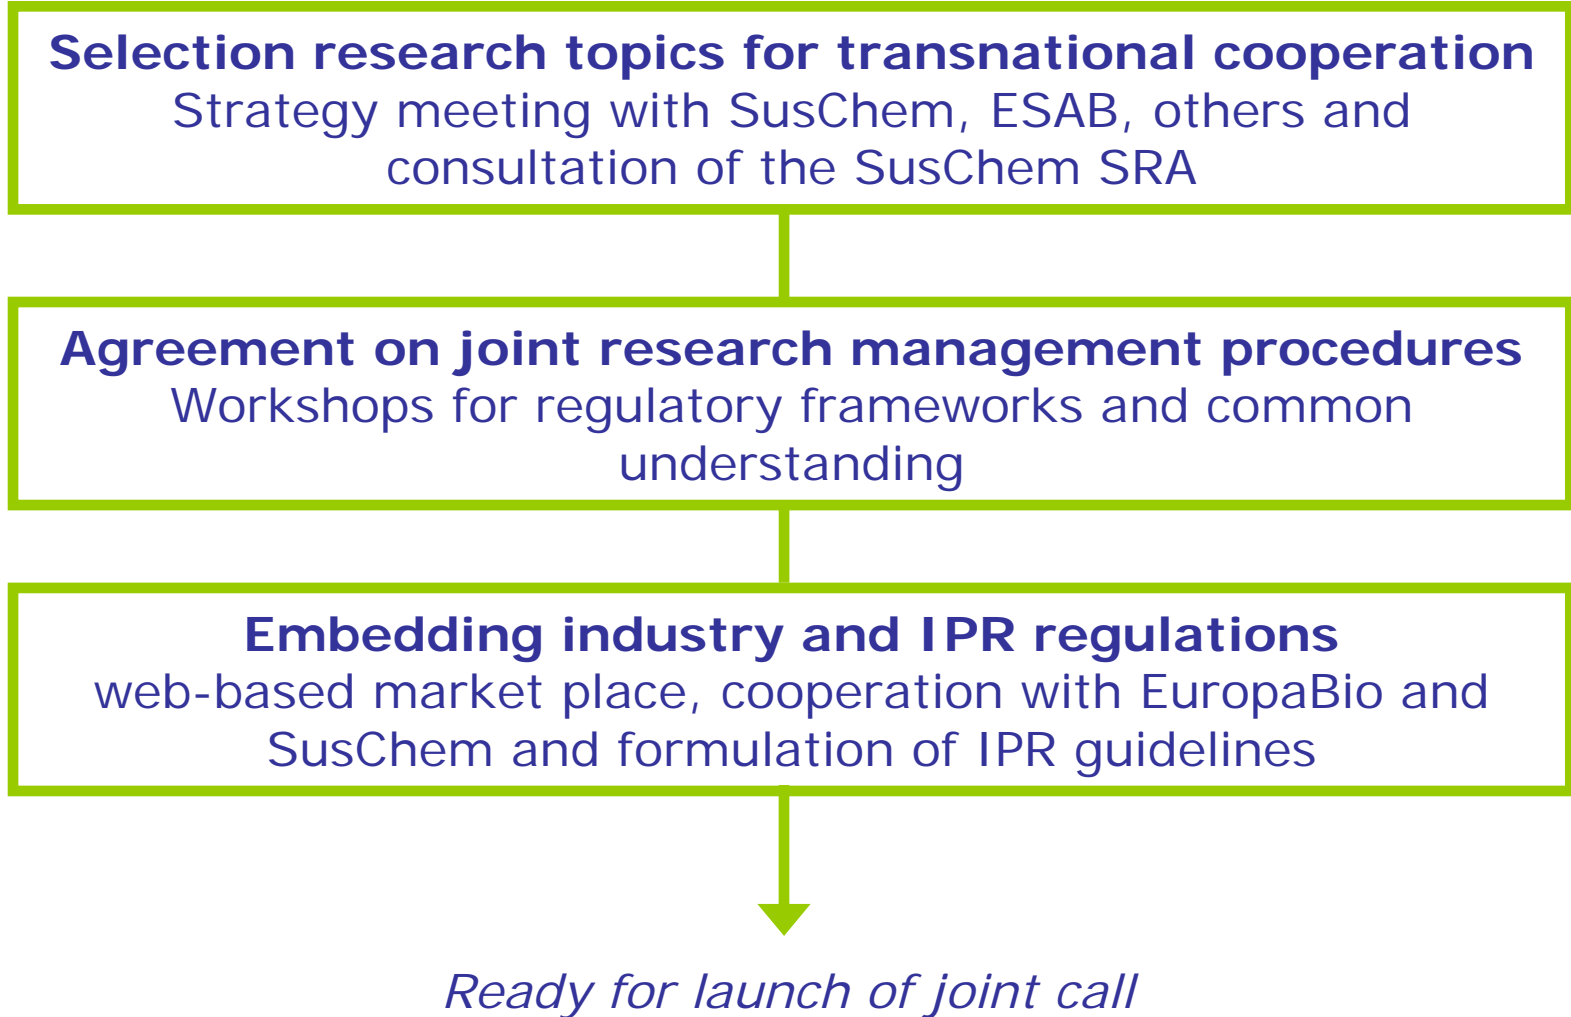 Selection research topics for transnational cooperation
Strategy meeting with SusChem, ESAB, others and
consultation of the SusChem SRA
Agreement on joint research management procedures
Workshops for regulatory frameworks and common
understanding
Embedding industry and IPR regulations
web-based market place, cooperation with EuropaBio and
SusChem and formulation of IPR guidelines
Ready for launch of joint call